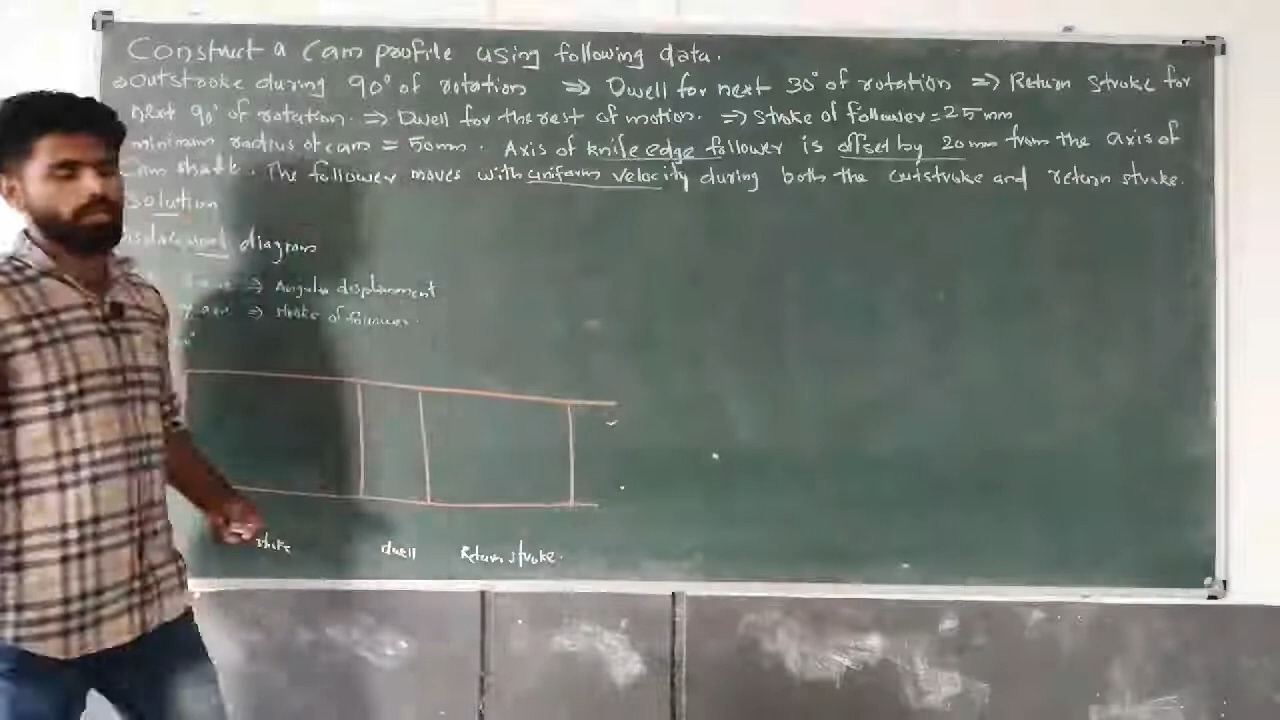 Construct a Cam profile using following data.
⇒ Outstroke during 90° of rotation ⇒ Dwell for next 30° of rotation ⇒ Return stroke for
next 90° of rotation. ⇒ Dwell for the rest of motion. ⇒ Stroke of follower = 25mm
minimum radius of cam = 50mm. Axis of knife edge follower is offset by 20mm from the axis of
Cam shaft. The follower moves with uniform velocity during both the outstroke and return stroke.
solution
diagram
⇒ Angular displacement
⇒ stroke of follower.
stroke dwell Return stroke.